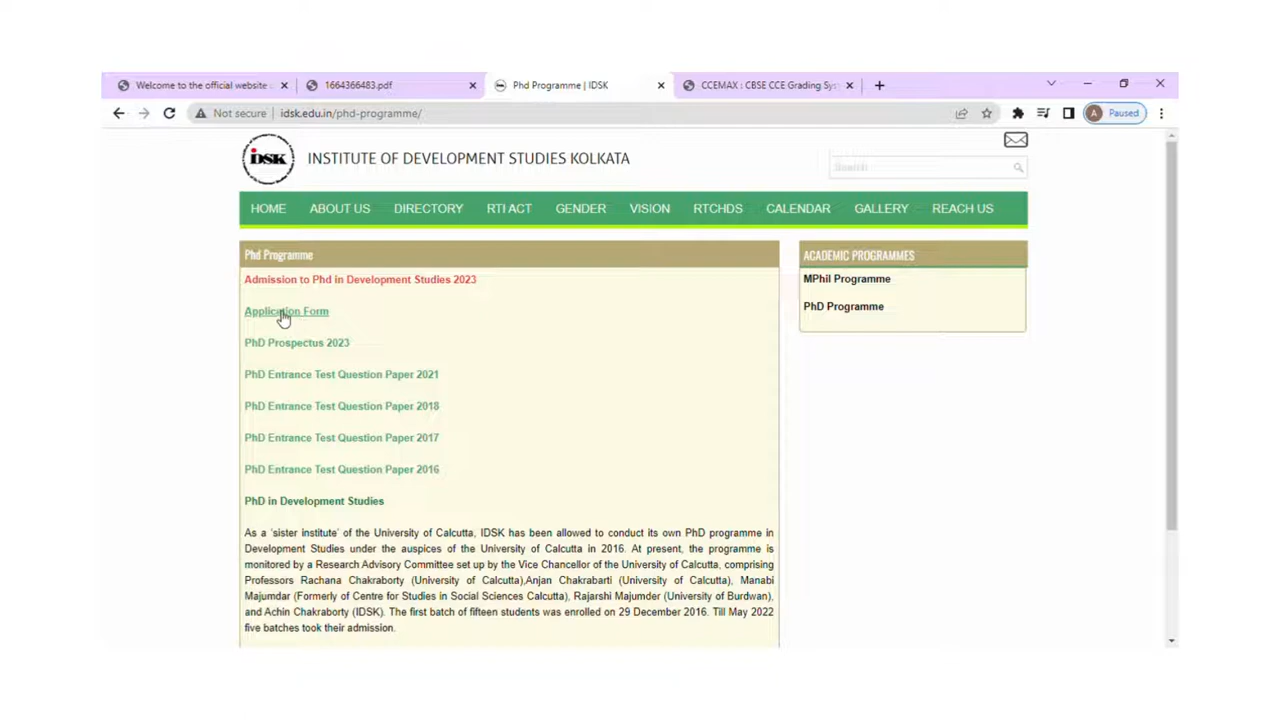 Welcome to the official website
1664366483.pdf
Phd Programme | IDSK
CCEMAX : CBSE CCE Grading Sys
Not secure
idsk.edu.in/phd-programme/
A
Paused
iDSK
INSTITUTE OF DEVELOPMENT STUDIES KOLKATA
Search
HOME ABOUT US DIRECTORY RTI ACT GENDER VISION RTCHDS CALENDAR GALLERY REACH US
Phd Programme
Admission to Phd in Development Studies 2023
Application Form
PhD Prospectus 2023
PhD Entrance Test Question Paper 2021
PhD Entrance Test Question Paper 2018
PhD Entrance Test Question Paper 2017
PhD Entrance Test Question Paper 2016
PhD in Development Studies
As a ‘sister institute’ of the University of Calcutta, IDSK has been allowed to conduct its own PhD programme in
Development Studies under the auspices of the University of Calcutta in 2016. At present, the programme is
monitored by a Research Advisory Committee set up by the Vice Chancellor of the University of Calcutta, comprising
Professors Rachana Chakraborty (University of Calcutta),Anjan Chakrabarti (University of Calcutta), Manabi
Majumdar (Formerly of Centre for Studies in Social Sciences Calcutta), Rajarshi Majumder (University of Burdwan),
and Achin Chakraborty (IDSK). The first batch of fifteen students was enrolled on 29 December 2016. Till May 2022
five batches took their admission.
ACADEMIC PROGRAMMES
MPhil Programme
PhD Programme